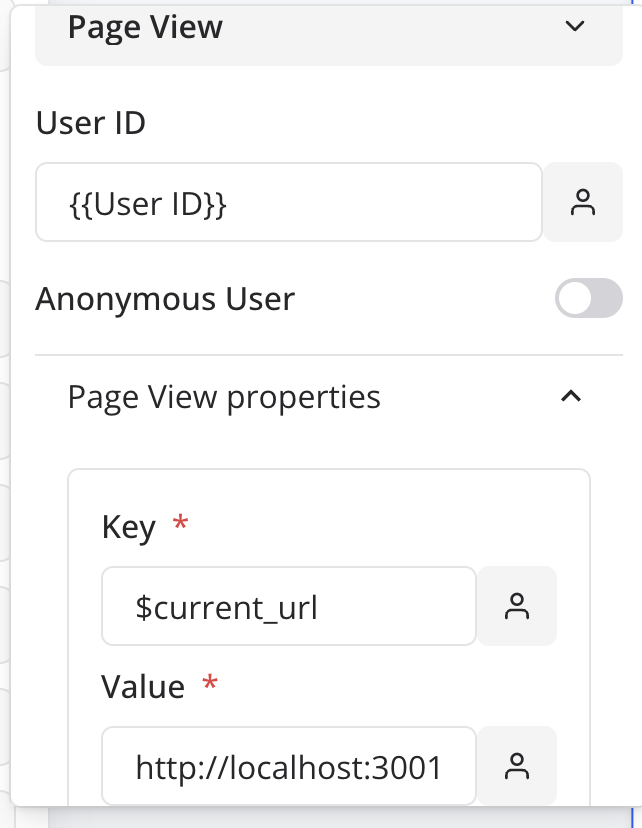 Page View
User ID
{{User ID}}
Anonymous User
Page View properties
Key *
$current_url
Value *
http://localhost:3001